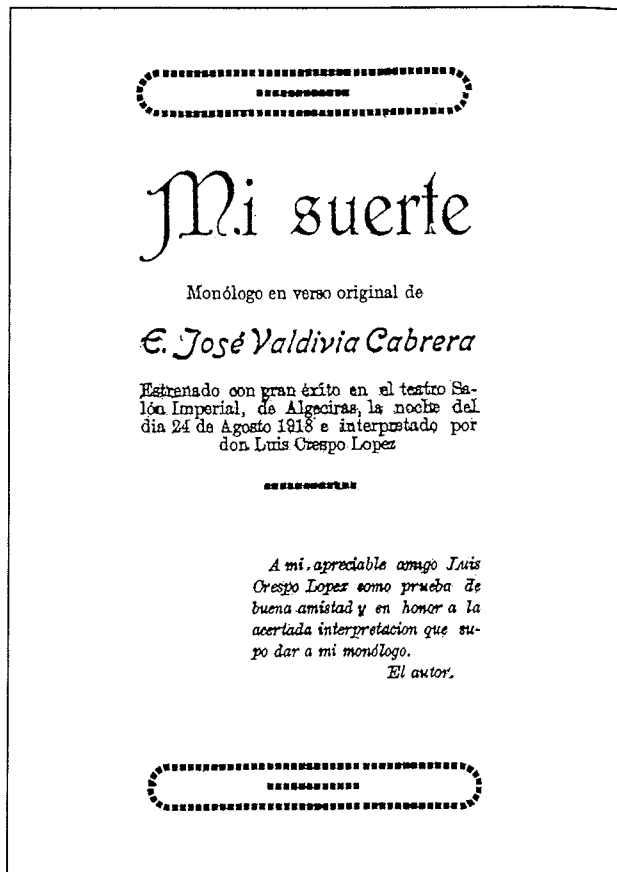 Mi suerte
Monólogo en verso original de
E. José Valdivia Cabrera
Estrenado con gran éxito en el teatro Sa-
lón Imperial, de Algeciras, la noche del
dia 24 de Agosto 1918 e interpretado por
don Luis Crespo Lopez
A mi apreciable amigo Luis
Crespo Lopez como prueba de
buena amistad y en honor a la
acertada interpretacion que su-
po dar a mi monólogo.
El autor.